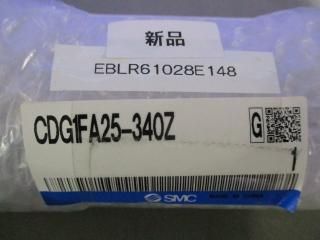 新品
EBLR61028E148
CDG1FA25-340Z
G
1
SMC